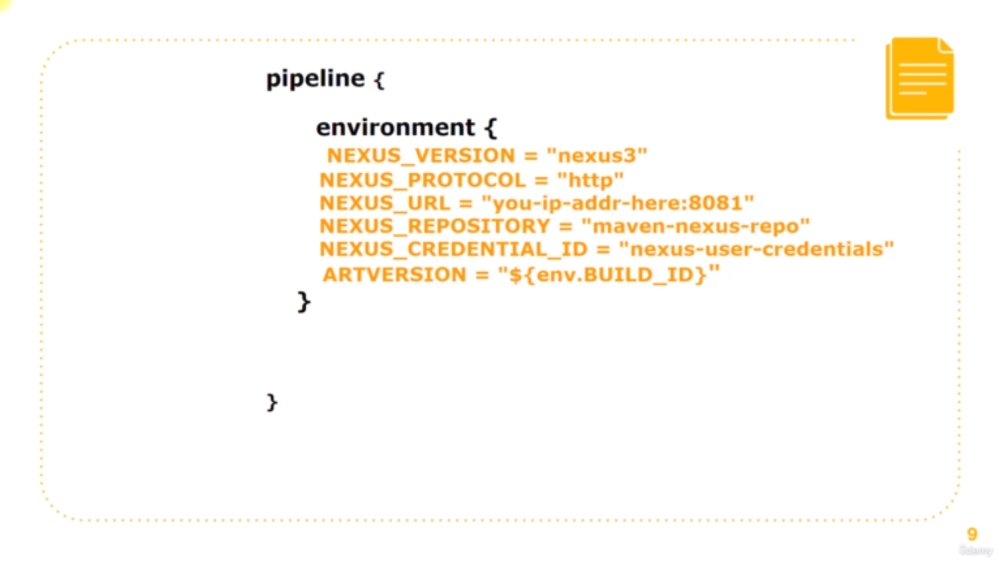 pipeline {
environment {
NEXUS_VERSION = "nexus3"
NEXUS_PROTOCOL = "http"
NEXUS_URL = "you-ip-addr-here:8081"
NEXUS_REPOSITORY = "maven-nexus-repo"
NEXUS_CREDENTIAL_ID = "nexus-user-credentials"
ARTVERSION = "${env.BUILD_ID}"
}
}
9
ûdemy